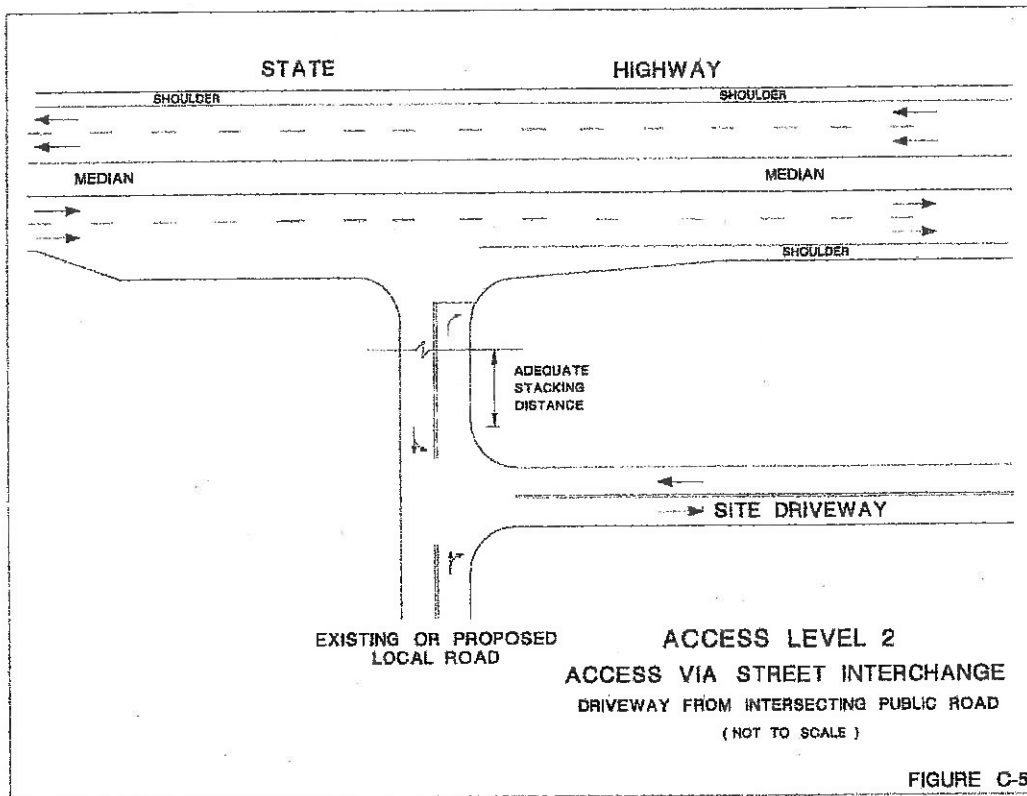 STATE HIGHWAY
SHOULDER SHOULDER
MEDIAN MEDIAN
SHOULDER
ADEQUATE
STACKING
DISTANCE
SITE DRIVEWAY
EXISTING OR PROPOSED
LOCAL ROAD
ACCESS LEVEL 2
ACCESS VIA STREET INTERCHANGE
DRIVEWAY FROM INTERSECTING PUBLIC ROAD
( NOT TO SCALE )
FIGURE C-5